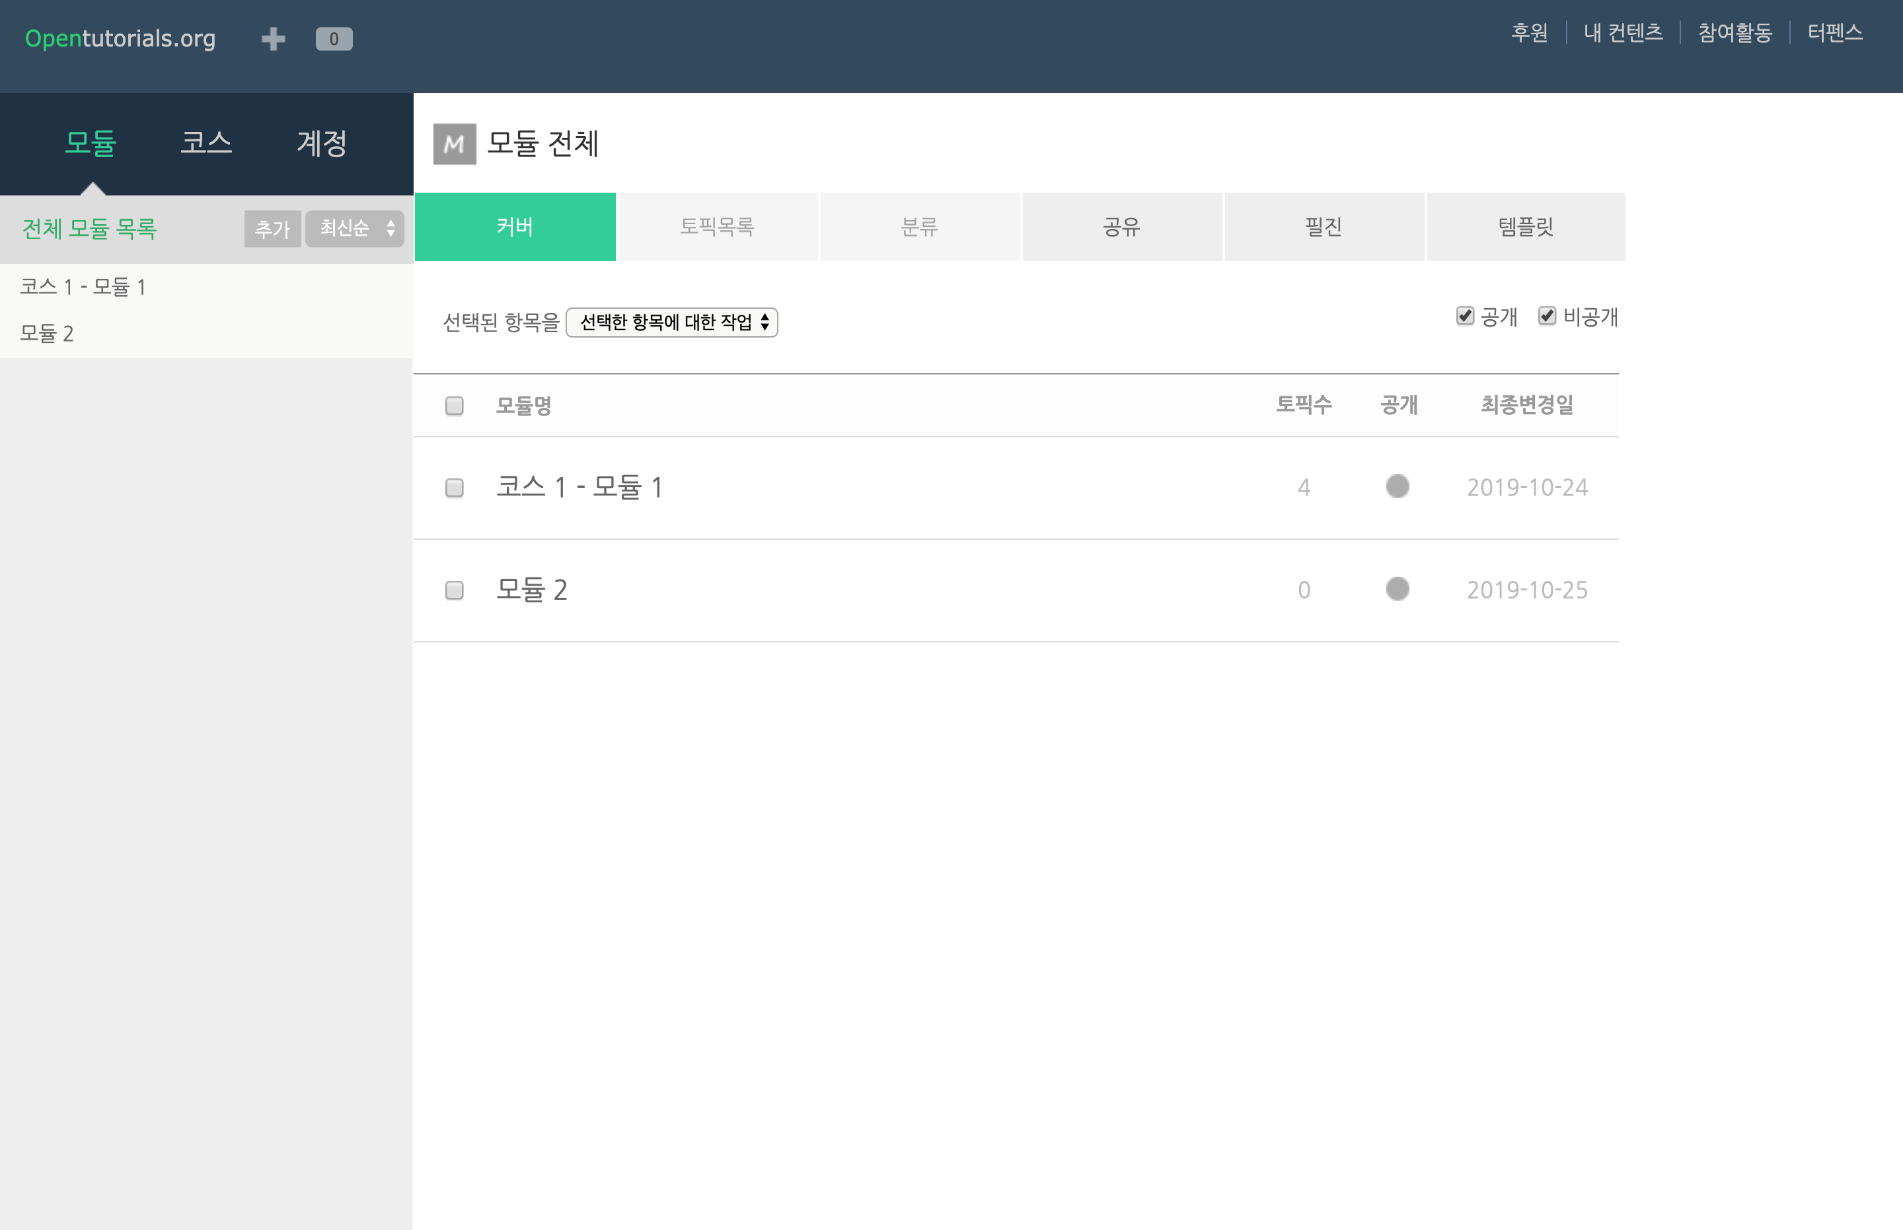 Opentutorials.org 0 후원 내 컨텐츠 참여활동 터펜스
모듈 코스 계정
전체 모듈 목록 추가 최신순
코스 1 - 모듈 1
모듈 2
M 모듈 전체
커버 토픽목록 분류 공유 필진 템플릿
선택된 항목을 선택한 항목에 대한 작업 공개 비공개
모듈명 토픽수 공개 최종변경일
코스 1 - 모듈 1 4 2019-10-24
모듈 2 0 2019-10-25